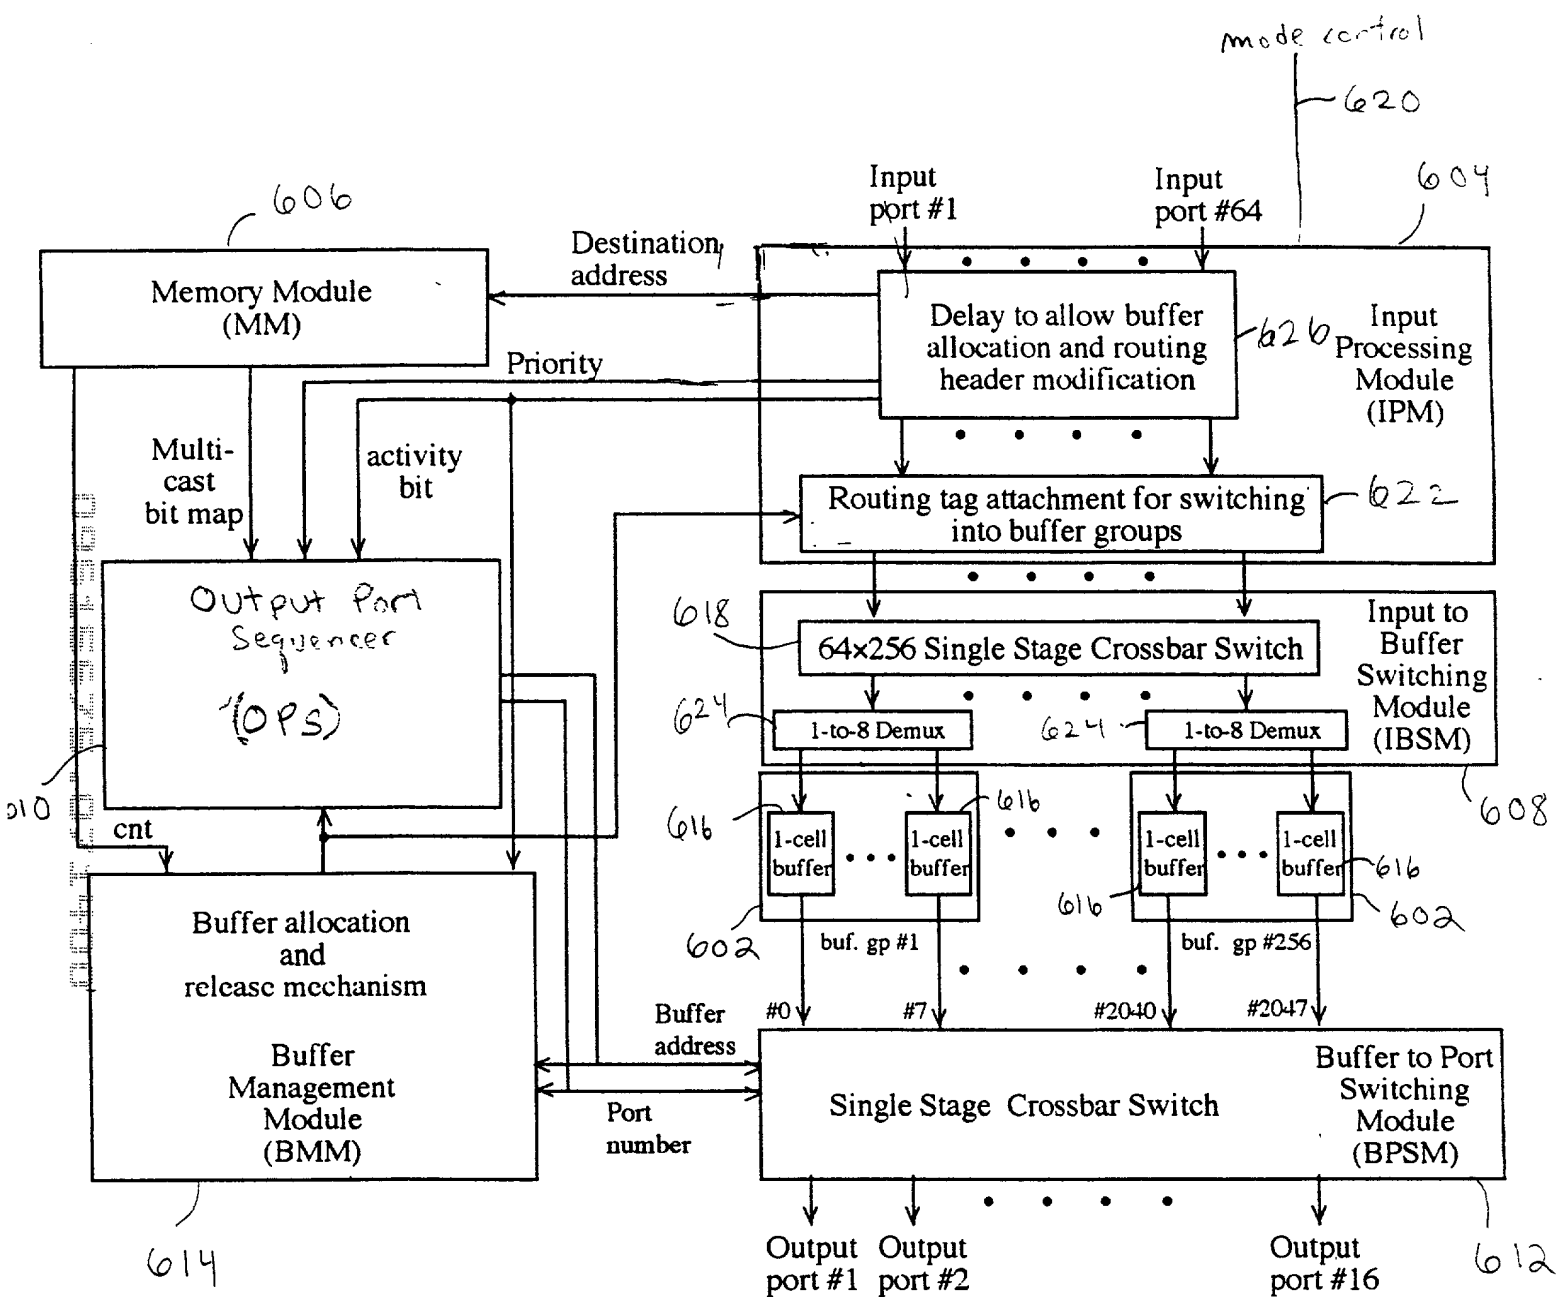 mode control
620
604
606
Input
port #1
Input
port #64
Destination
address
Memory Module
(MM)
Delay to allow buffer
allocation and routing
header modification
626
Input
Processing
Module
(IPM)
Priority
Multi-
cast
bit map
activity
bit
Routing tag attachment for switching
into buffer groups
622
Output Port
Sequencer
(OPS)
618
64×256 Single Stage Crossbar Switch
Input to
Buffer
Switching
Module
(IBSM)
624
1-to-8 Demux
624
1-to-8 Demux
608
10
cnt
616
1-cell
buffer
616
1-cell
buffer
1-cell
buffer
616
1-cell
buffer
616
602
buf. gp #1
buf. gp #256
602
Buffer allocation
and
release mechanism
Buffer
Management
Module
(BMM)
614
#0
#7
#2040
#2047
Buffer
address
Port
number
Single Stage Crossbar Switch
Buffer to Port
Switching
Module
(BPSM)
612
Output
port #1
Output
port #2
Output
port #16